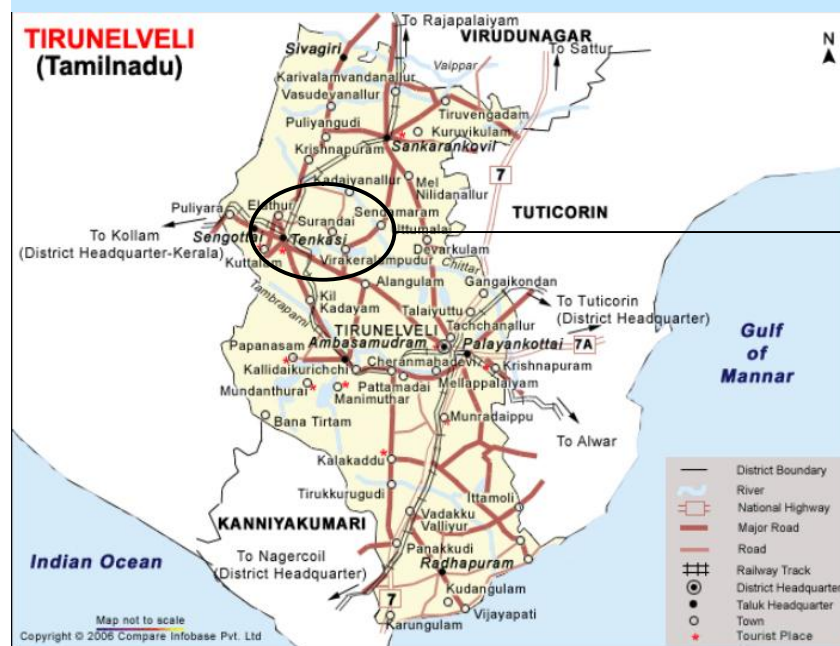 TIRUNELVELI
(Tamilnadu)
To Rajapalaiyam
VIRUDUNAGAR
To Sattur
N
Sivagiri
Vaippar
Karivalamvandanallur
Vasudevanallur
Tiruvengadam
Puliyangudi
Kuruvikulam
Sankarankovil
Krishnapuram
7
Kadaiyanallur
Mel
Nilidanallur
Puliyara
Elathur
Sendamaram
TUTICORIN
Surandai
Uttumalai
To Kollam
(District Headquarter-Kerala)
Sengottai
Tenkasi
Devarkulam
Kuttalam
Virakeralampudur
Chittar
Alangulam
Gangaikondan
Tambraparni
Kil
Kadayam
Talaiyuttu
To Tuticorin
(District Headquarter)
TIRUNELVELI
Tachchanallur
Ambasamudram
Palayankottai
7A
Gulf
of
Mannar
Papanasam
Cheranmahadevi
Krishnapuram
Kallidaikurichchi
Mellappalaiyam
Pattamadai
Mundanthurai
Manimuthar
Bana Tirtam
Munradaippu
To Alwar
Kalakaddu
Tirukkurugudi
Ittamoli
KANNIYAKUMARI
Vadakku
Valliyur
Indian Ocean
To Nagercoil
(District Headquarter)
Panakkudi
Radhapuram
Kudangulam
7
Vijayapati
Karungulam
District Boundary
River
National Highway
Major Road
Road
Railway Track
District Headquarter
Taluk Headquarter
Town
Tourist Place
Map not to scale
Copyright © 2006 Compare Infobase Pvt. Ltd